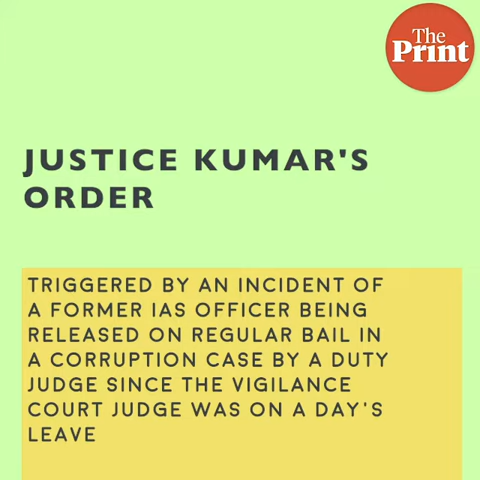 The
Print
JUSTICE KUMAR'S
ORDER
TRIGGERED BY AN INCIDENT OF
A FORMER IAS OFFICER BEING
RELEASED ON REGULAR BAIL IN
A CORRUPTION CASE BY A DUTY
JUDGE SINCE THE VIGILANCE
COURT JUDGE WAS ON A DAY'S
LEAVE